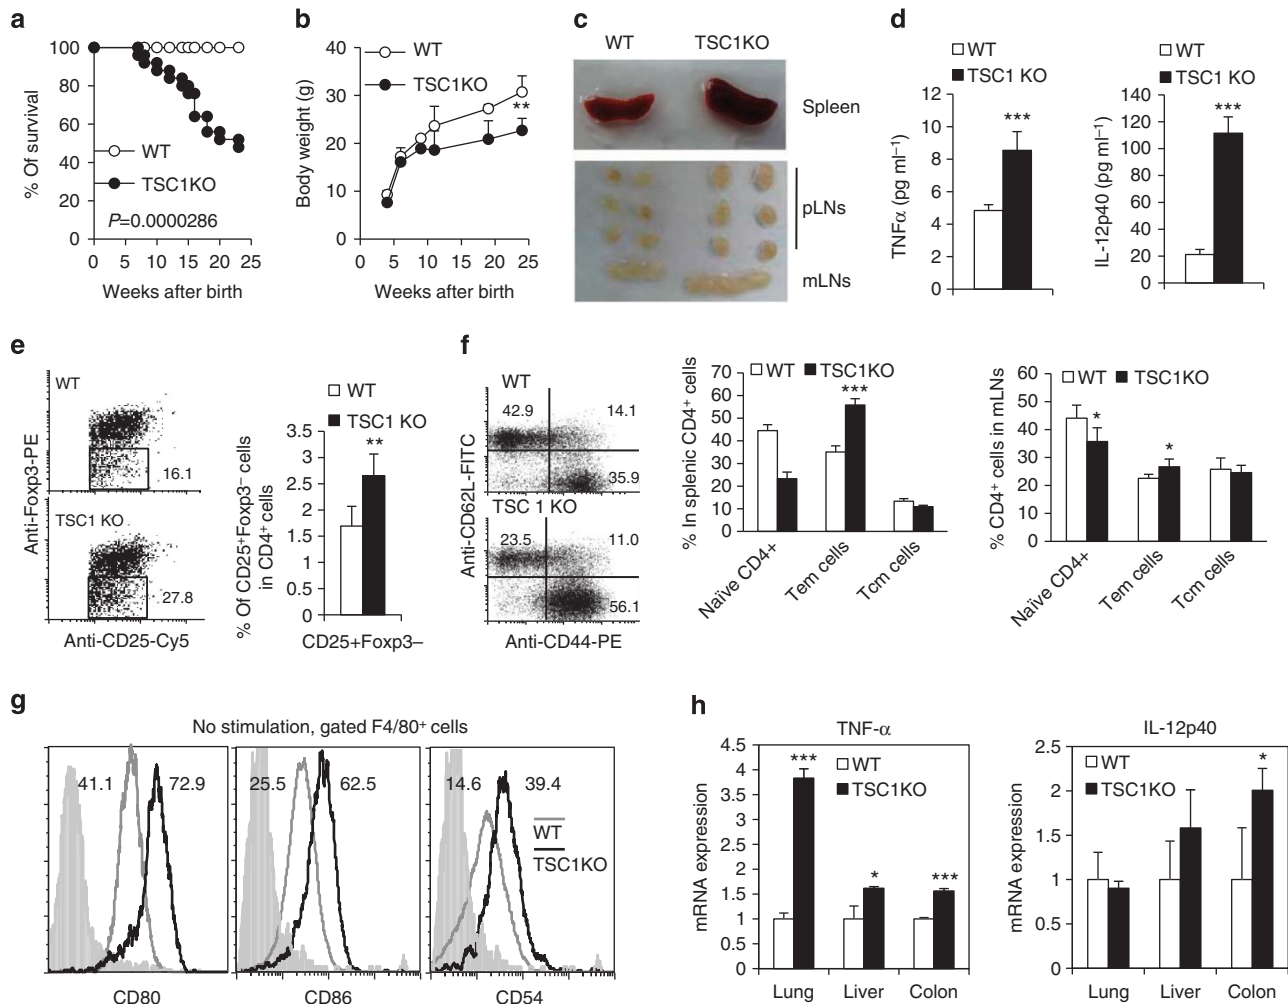 a
% Of survival
100
80
60
40
20
0
WT
TSC1KO
P=0.0000286
0 5 10 15 20 25
Weeks after birth
b
Body weight (g)
40
30
20
10
0
WT
TSC1KO
**
0 5 10 15 20 25
Weeks after birth
c
WT TSC1KO
Spleen
pLNs
mLNs
d
WT
TSC1 KO
TNFα (pg ml⁻¹)
12
10
8
6
4
2
0
***
WT
TSC1 KO
IL-12p40 (pg ml⁻¹)
140
120
100
80
60
40
20
0
***
e
Anti-Foxp3-PE
WT
16.1
TSC1 KO
27.8
Anti-CD25-Cy5
% Of CD25⁺Foxp3⁻ cells
in CD4⁺ cells
WT
TSC1 KO
3.5
3
2.5
2
1.5
1
0.5
0
**
CD25+Foxp3−
f
Anti-CD62L-FITC
WT
42.9 14.1
35.9
TSC 1 KO
23.5 11.0
56.1
Anti-CD44-PE
% In splenic CD4⁺ cells
70
60
50
40
30
20
10
0
WT TSC1KO
***
Naïve CD4+
Tem cells
Tcm cells
% CD4⁺ cells in mLNs
60
50
40
30
20
10
0
WT TSC1KO
*
*
Naïve CD4+
Tem cells
Tcm cells
g
No stimulation, gated F4/80⁺ cells
41.1 72.9
CD80
25.5 62.5
CD86
14.6 39.4
WT
TSC1KO
CD54
h
TNF-α
mRNA expression
4.5
4
3.5
3
2.5
2
1.5
1
0.5
0
WT
TSC1KO
***
*
***
Lung Liver Colon
IL-12p40
mRNA expression
2.5
2
1.5
1
0.5
0
WT
TSC1KO
*
Lung Liver Colon